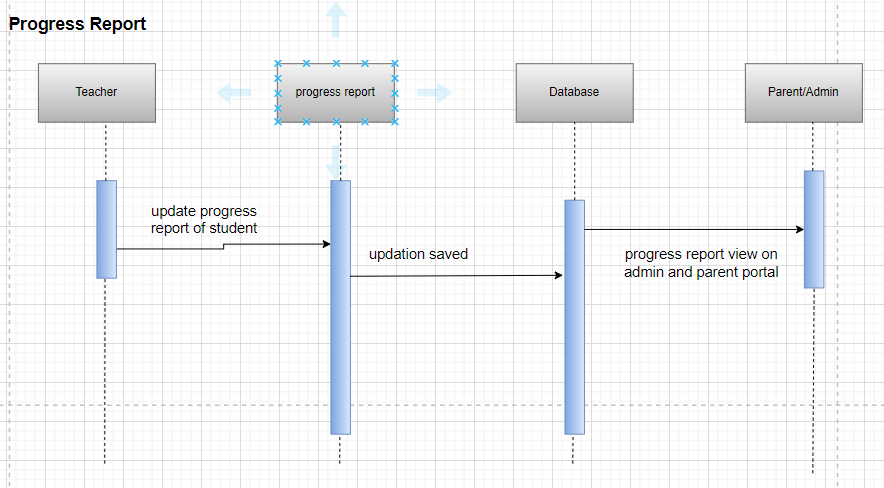 Progress Report
Teacher
progress report
Database
Parent/Admin
update progress
report of student
updation saved
progress report view on
admin and parent portal